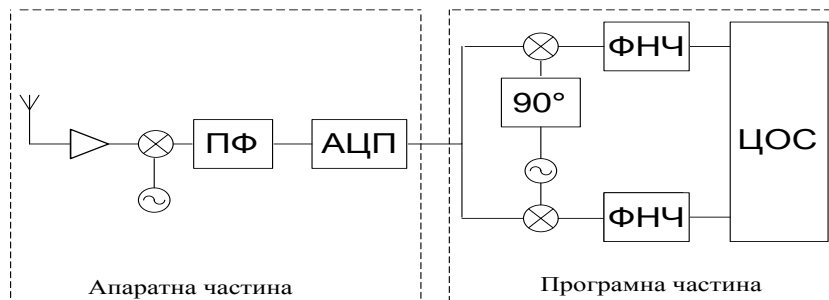 ПФ
АЦП
ФНЧ
90°
ФНЧ
ЦОС
Апаратна частина
Програмна частина